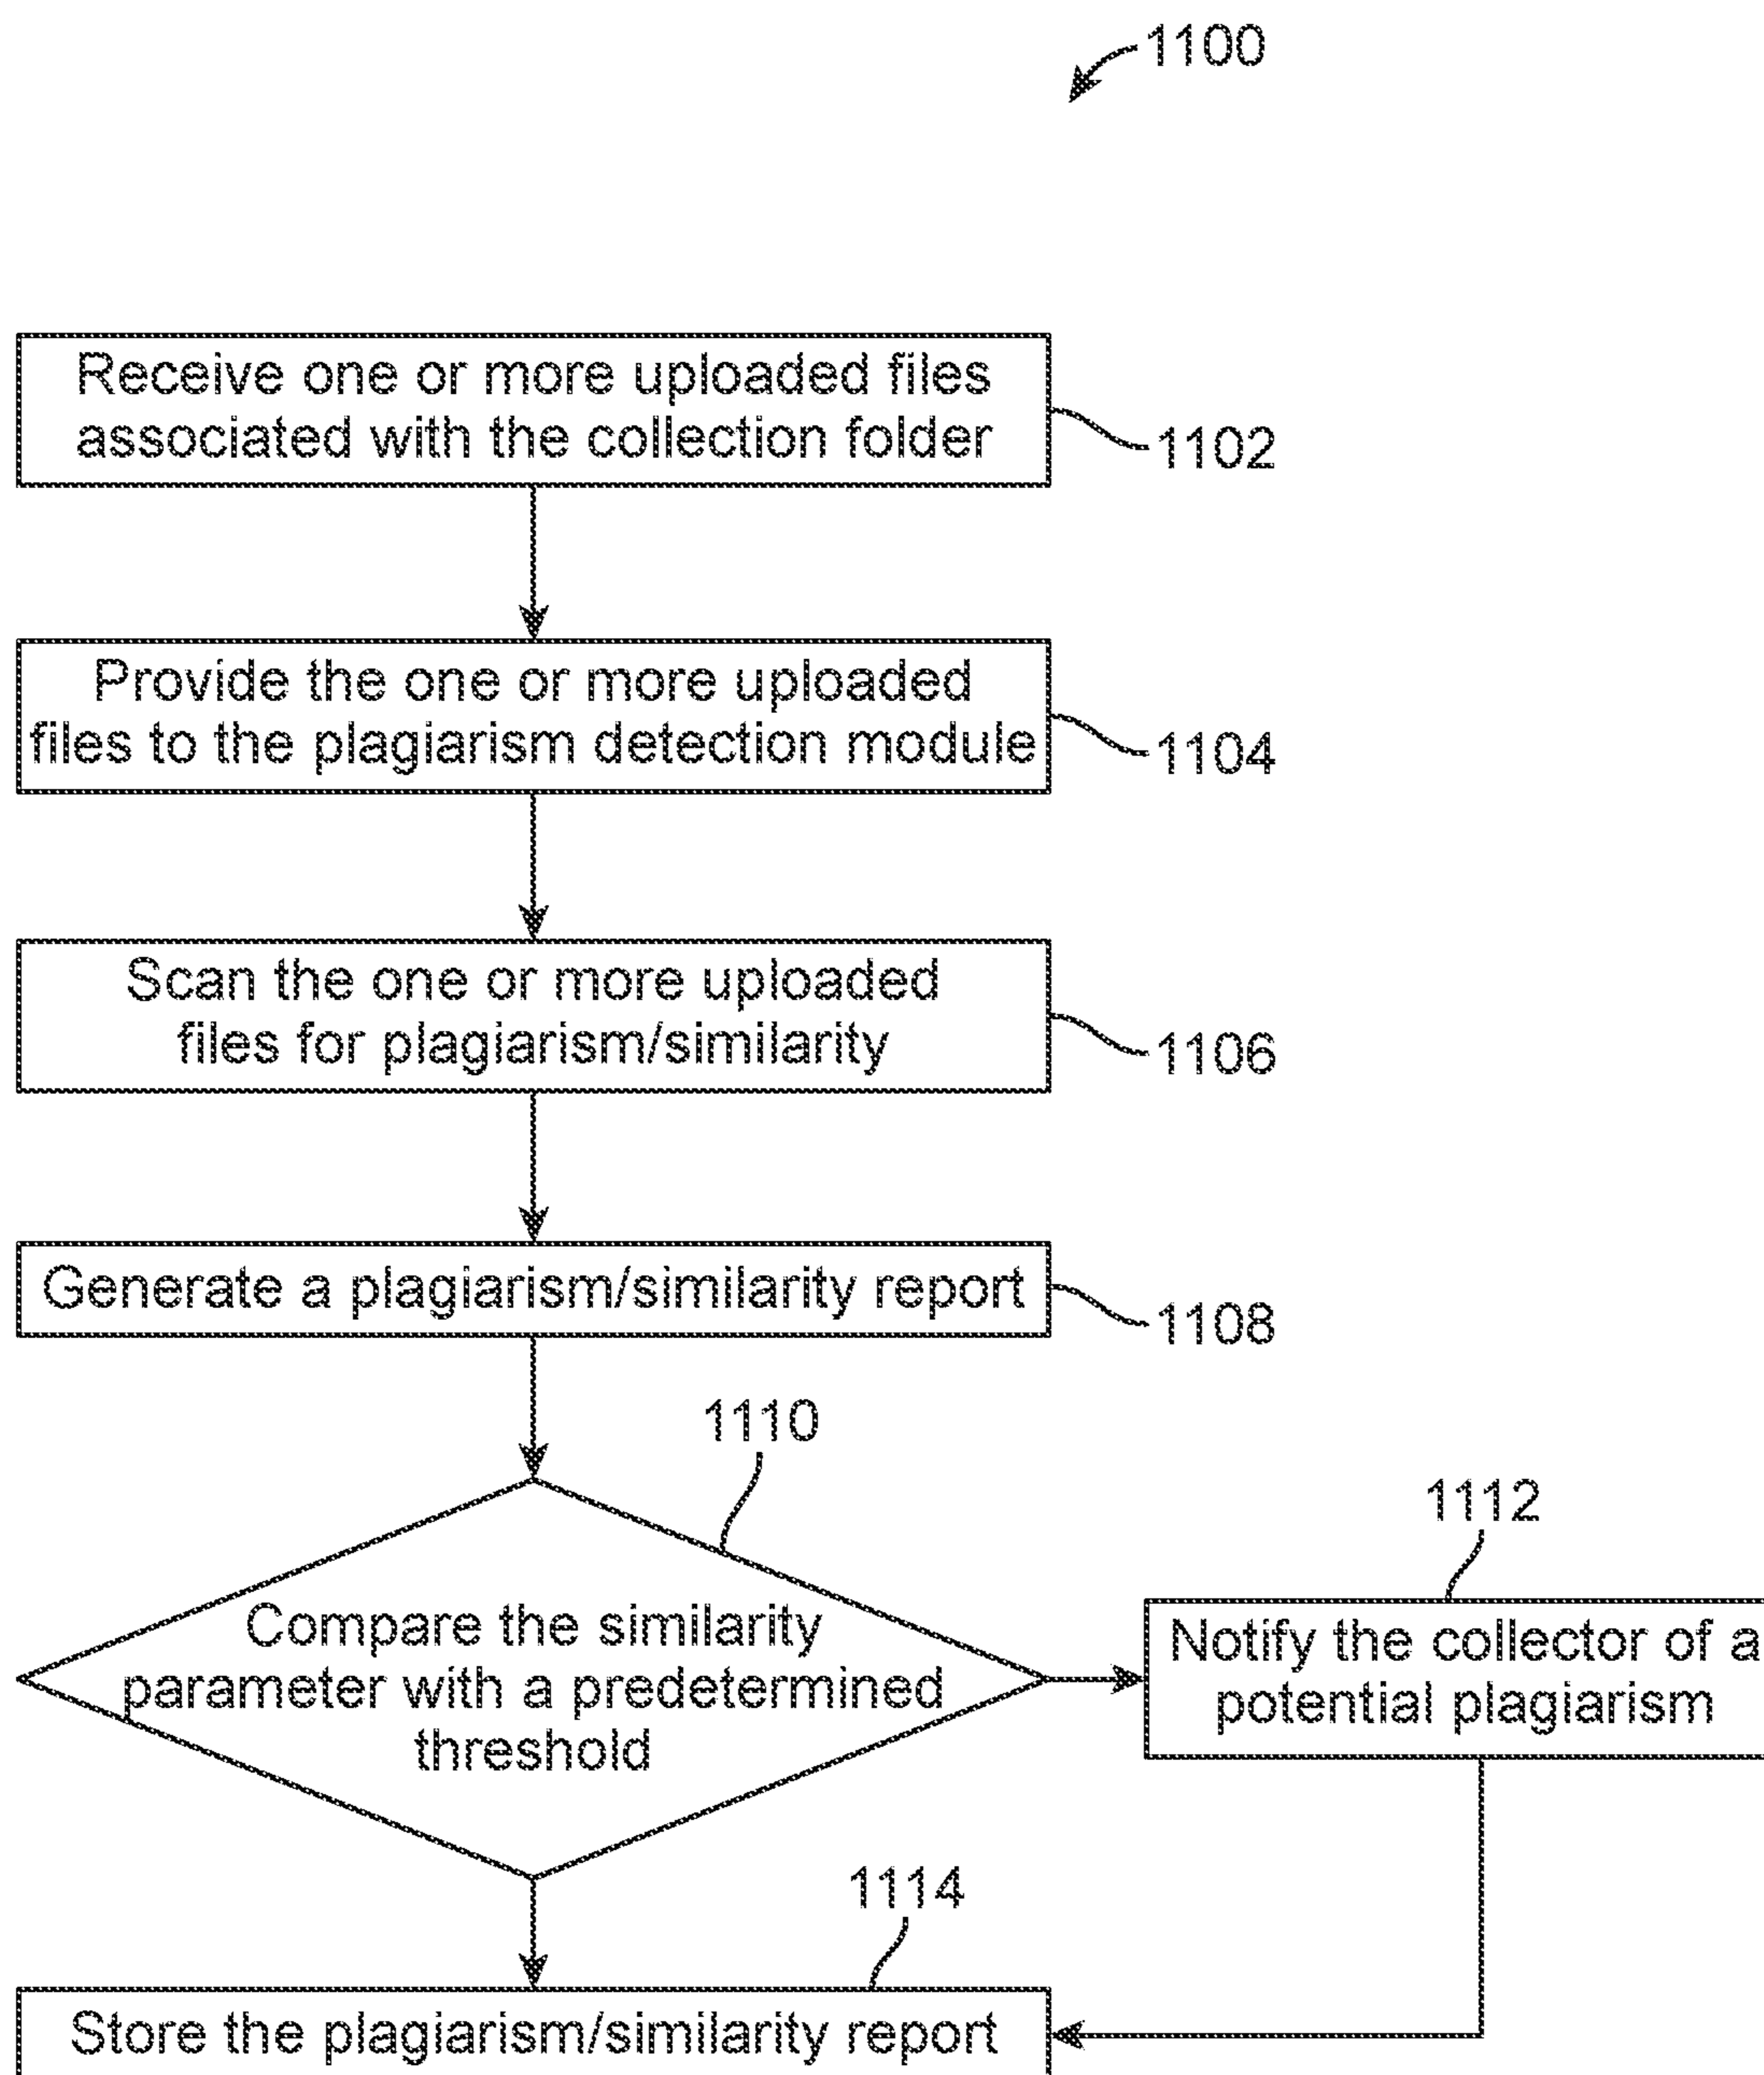 1100
Receive one or more uploaded files
associated with the collection folder
1102
Provide the one or more uploaded
files to the plagiarism detection module
1104
Scan the one or more uploaded
files for plagiarism/similarity
1106
Generate a plagiarism/similarity report
1108
1110
Compare the similarity
parameter with a predetermined
threshold
1112
Notify the collector of a
potential plagiarism
1114
Store the plagiarism/similarity report